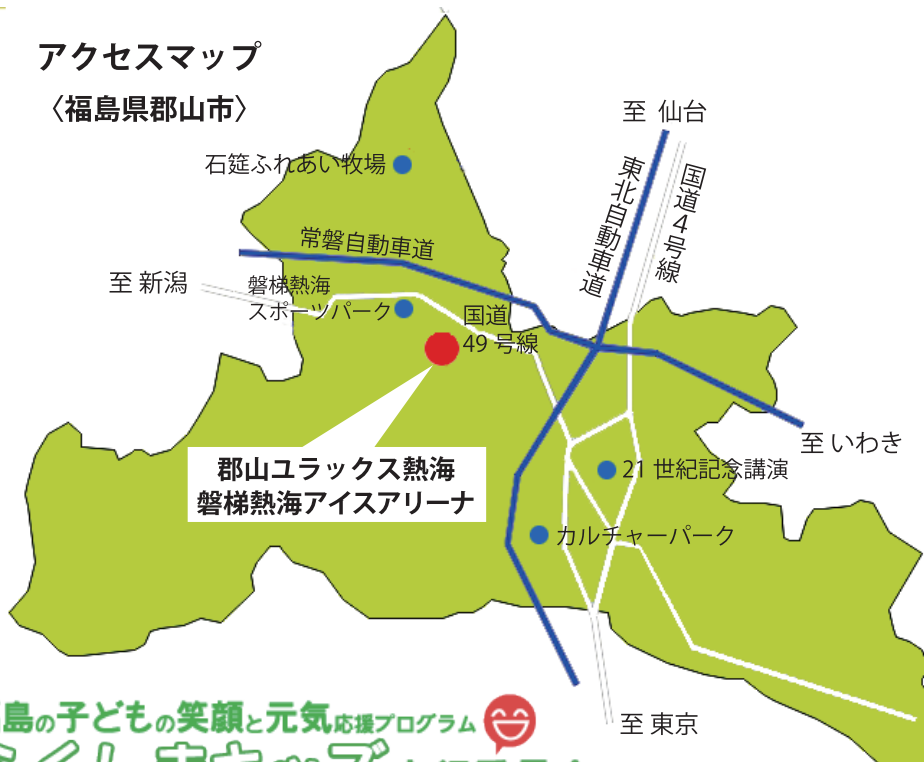 アクセスマップ
〈福島県郡山市〉
至 仙台
石筵ふれあい牧場
東北自動車道
国道4号線
常磐自動車道
至 新潟
磐梯熱海
スポーツパーク
国道
49 号線
至 いわき
郡山ユラックス熱海
磐梯熱海アイスアリーナ
21 世紀記念講演
カルチャーパーク
島の子どもの笑顔と元気応援プログラム
至 東京